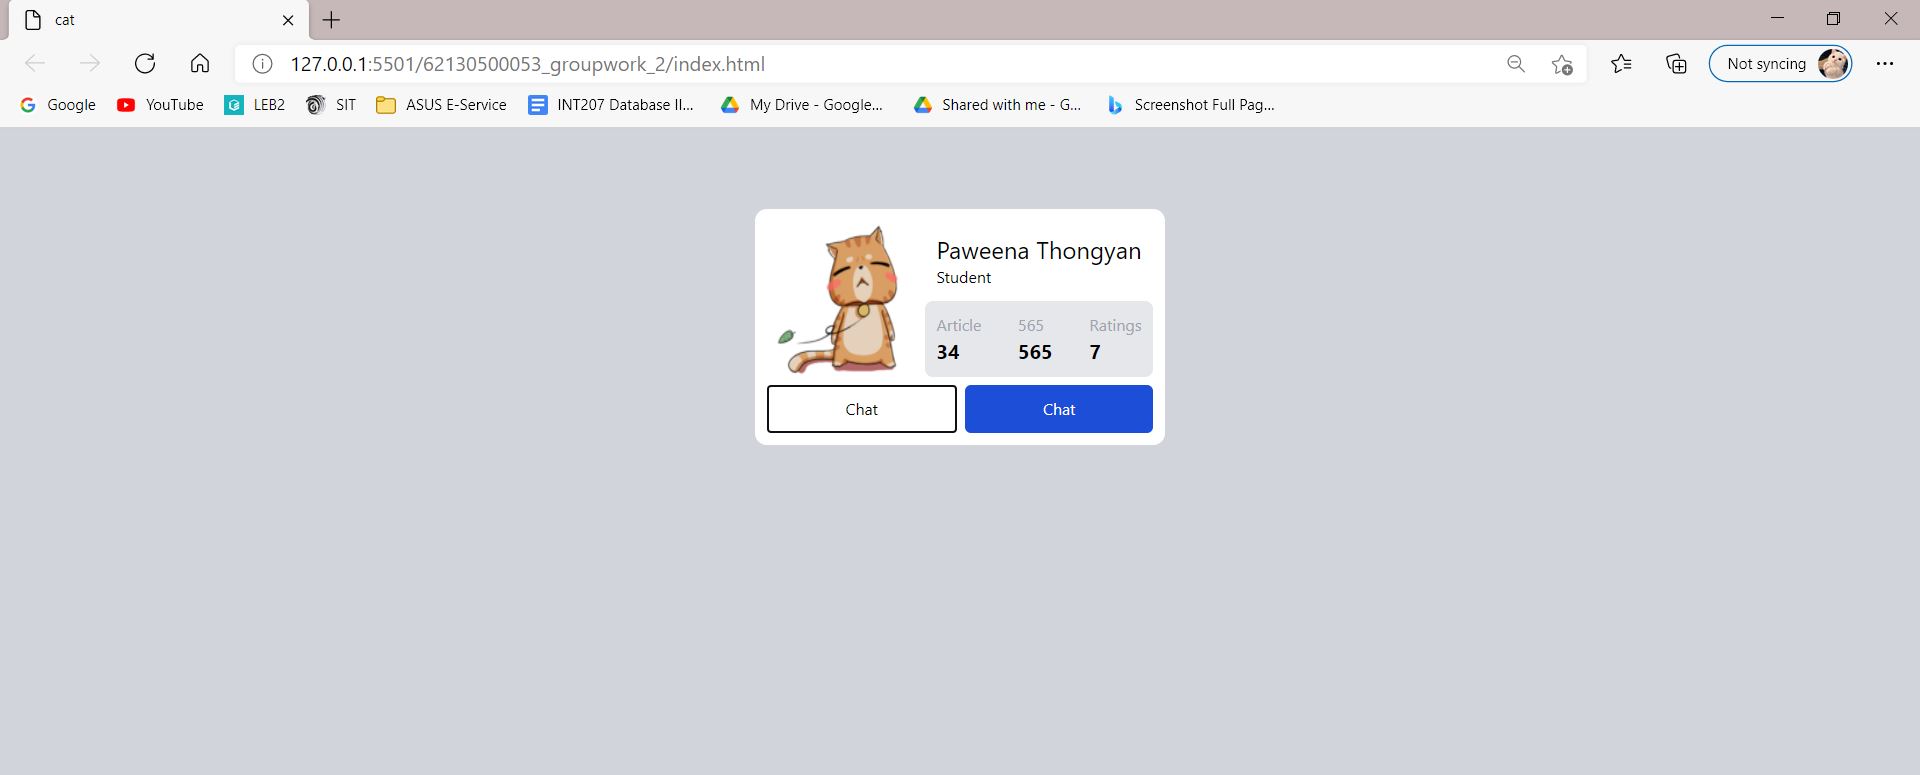 cat
127.0.0.1:5501/62130500053_groupwork_2/index.html
Not syncing
Google YouTube LEB2 SIT ASUS E-Service INT207 Database II... My Drive - Google... Shared with me - G... Screenshot Full Pag...
Paweena Thongyan
Student
Article 565 Ratings
34 565 7
Chat Chat